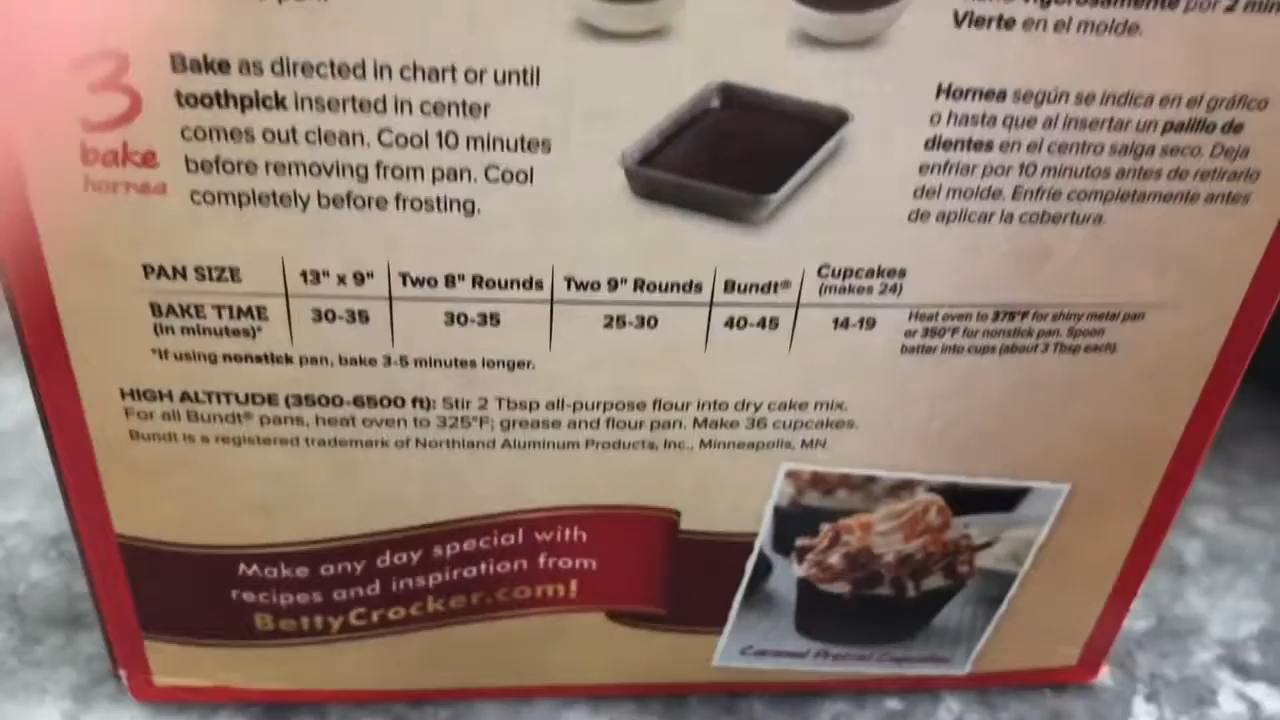 vigorosamente por 2 min
Vierte en el molde.
3
bake
hornea
Bake as directed in chart or until
toothpick inserted in center
comes out clean. Cool 10 minutes
before removing from pan. Cool
completely before frosting.
Hornea según se indica en el gráfico
o hasta que al insertar un palillo de
dientes en el centro salga seco. Deja
enfriar por 10 minutos antes de retirarlo
del molde. Enfríe completamente antes
de aplicar la cobertura.
PAN SIZE 13" x 9" Two 8" Rounds Two 9" Rounds Bundt® Cupcakes
(makes 24)
BAKE TIME 30-35 30-35 25-30 40-45 14-19
(in minutes)*
Heat oven to 375°F for shiny metal pan
or 350°F for nonstick pan. Spoon
batter into cups (about 3 Tbsp each).
*If using nonstick pan, bake 3-5 minutes longer.
HIGH ALTITUDE (3500-6500 ft): Stir 2 Tbsp all-purpose flour into dry cake mix.
For all Bundt® pans, heat oven to 325°F; grease and flour pan. Make 36 cupcakes.
Bundt is a registered trademark of Northland Aluminum Products, Inc., Minneapolis, MN.
Make any day special with
recipes and inspiration from
BettyCrocker.com!
Caramel Pretzel Cupcakes